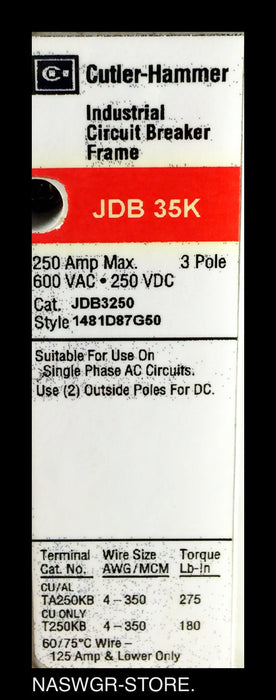 Cutler-Hammer
Industrial
Circuit Breaker
Frame
JDB 35K
250 Amp Max. 3 Pole
600 VAC • 250 VDC
Cat. JDB3250
Style 1481D87G50
Suitable For Use On
Single Phase AC Circuits.
Use (2) Outside Poles For DC.
Terminal Wire Size Torque
Cat. No. AWG/MCM Lb-In
CU/AL
TA250KB 4-350 275
CU ONLY
T250KB 4-350 180
60/75°C Wire-
125 Amp & Lower Only
NASWGR-STORE.